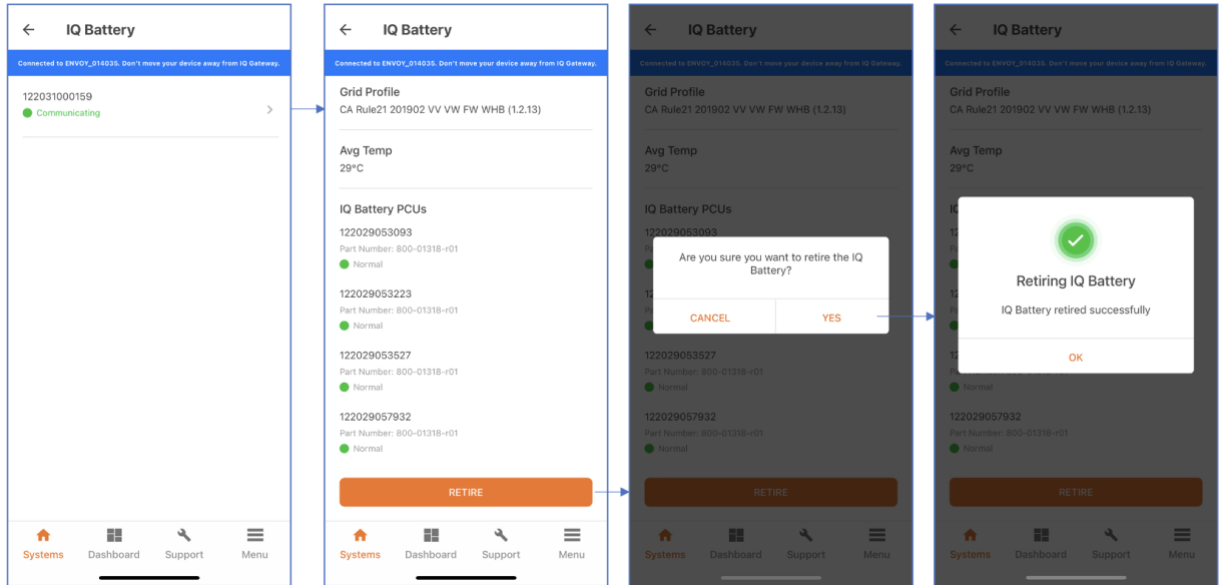 IQ Battery
Connected to ENVOY_014035. Don't move your device away from IQ Gateway.
122031000159
Communicating
Systems
Dashboard
Support
Menu
IQ Battery
Connected to ENVOY_014035. Don't move your device away from IQ Gateway.
Grid Profile
CA Rule21 201902 VV VW FW WHB (1.2.13)
Avg Temp
29°C
IQ Battery PCUs
122029053093
Part Number: 800-01318-r01
Normal
122029053223
Part Number: 800-01318-r01
Normal
122029053527
Part Number: 800-01318-r01
Normal
122029057932
Part Number: 800-01318-r01
Normal
RETIRE
Systems
Dashboard
Support
Menu
IQ Battery
Connected to ENVOY_014035. Don't move your device away from IQ Gateway.
Grid Profile
CA Rule21 201902 VV VW FW WHB (1.2.13)
Avg Temp
29°C
IQ Battery PCUs
122029053093
Are you sure you want to retire the IQ
Battery?
CANCEL
YES
122029053527
Part Number: 800-01318-r01
Normal
122029057932
Part Number: 800-01318-r01
Normal
RETIRE
Systems
Dashboard
Support
Menu
IQ Battery
Connected to ENVOY_014035. Don't move your device away from IQ Gateway.
Grid Profile
CA Rule21 201902 VV VW FW WHB (1.2.13)
Avg Temp
29°C
Retiring IQ Battery
IQ Battery retired successfully
OK
Part Number: 800-01318-r01
Normal
122029057932
Part Number: 800-01318-r01
Normal
RETIRE
Systems
Dashboard
Support
Menu